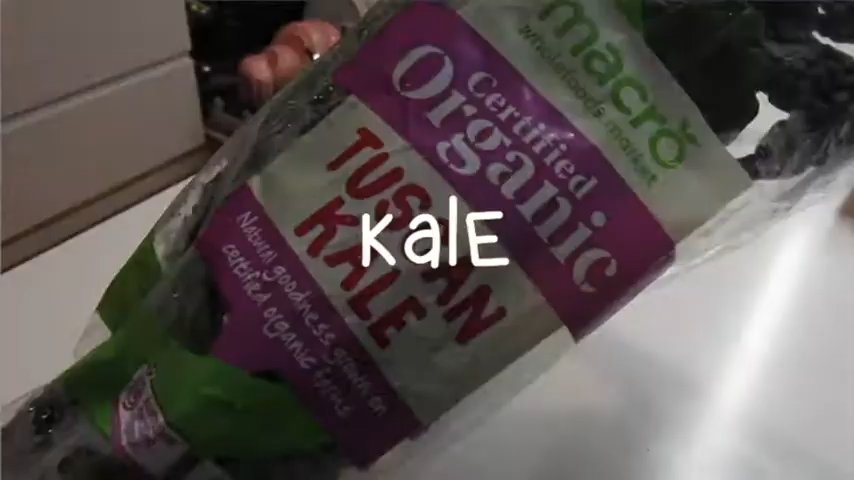 macro
wholefoods market
Certified
Organic
TUSCAN
KALE
Natural goodness grown on
certified organic farms
KalE